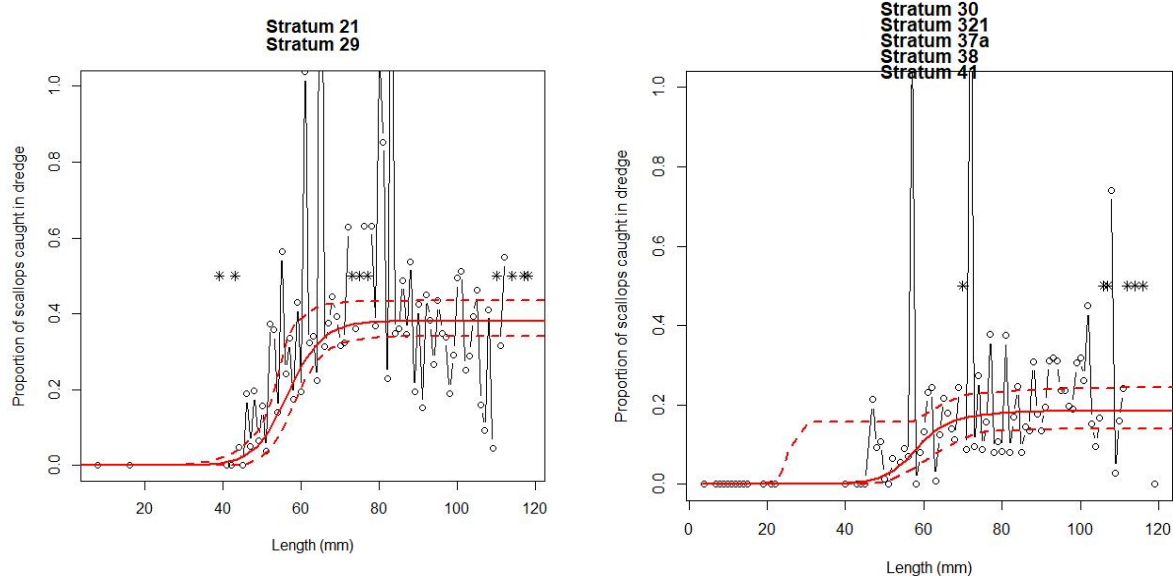 Stratum 21
Stratum 29
Proportion of scallops caught in dredge
1.0
0.8
0.6
0.4
0.2
0.0
20 40 60 80 100 120
Length (mm)
Stratum 30
Stratum 321
Stratum 37a
Stratum 38
Stratum 41
Proportion of scallops caught in dredge
1.0
0.8
0.6
0.4
0.2
0.0
0 20 40 60 80 100 120
Length (mm)